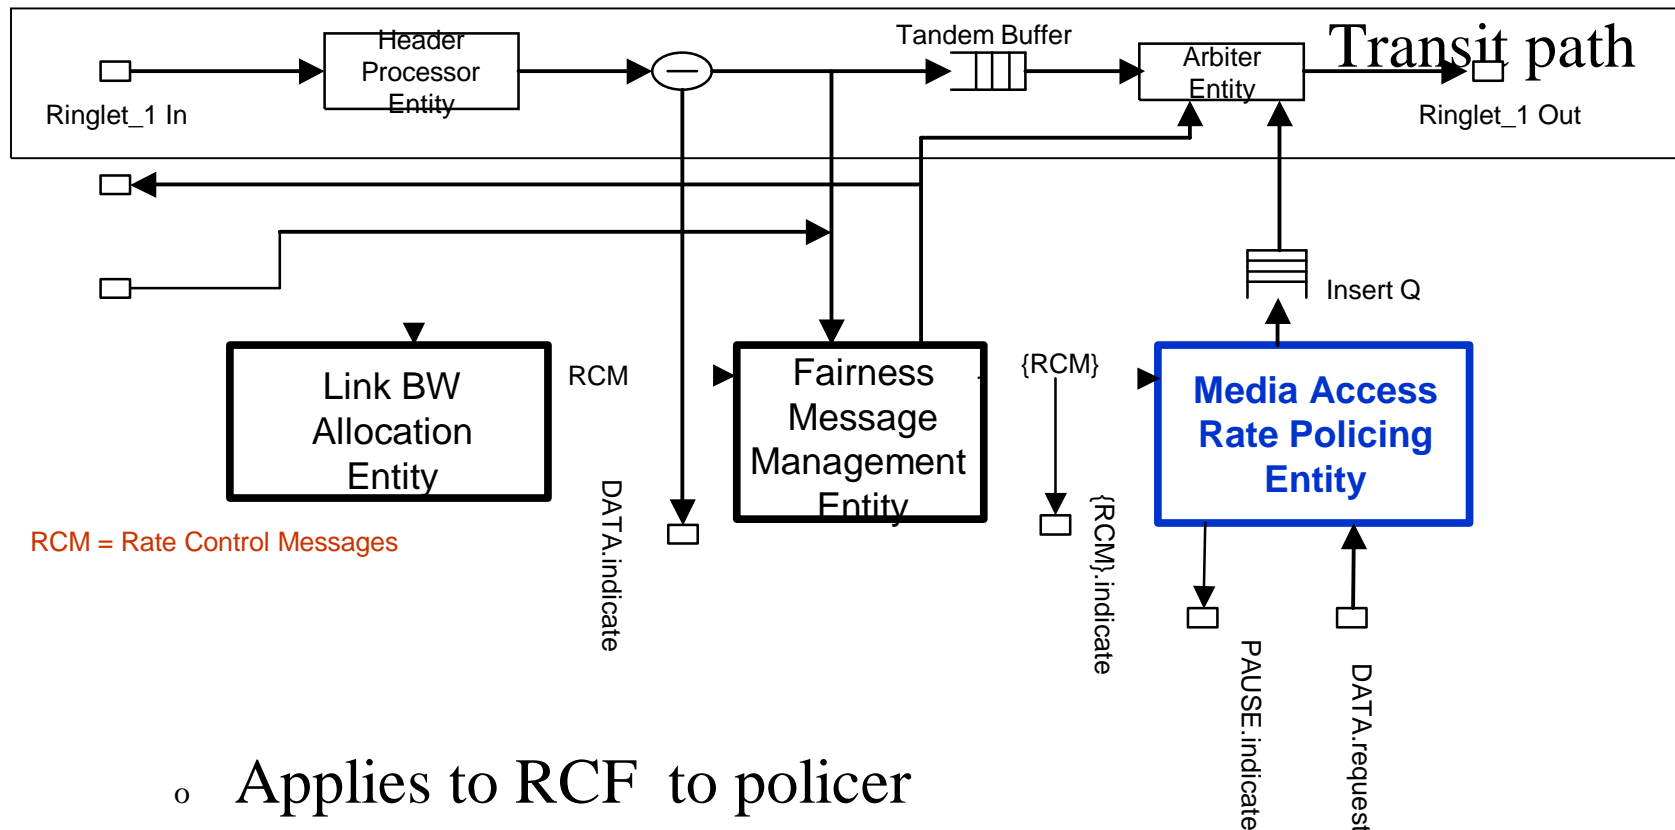 Transit path
Header
Processor
Entity
Tandem Buffer
Arbiter
Entity
Ringlet_1 In
Ringlet_1 Out
Insert Q
Link BW
Allocation
Entity
RCM
Fairness
Message
Management
Entity
{RCM}
Media Access
Rate Policing
Entity
RCM = Rate Control Messages
DATA.indicate
{RCM}.indicate
PAUSE.indicate
DATA.request
o Applies to RCF to policer